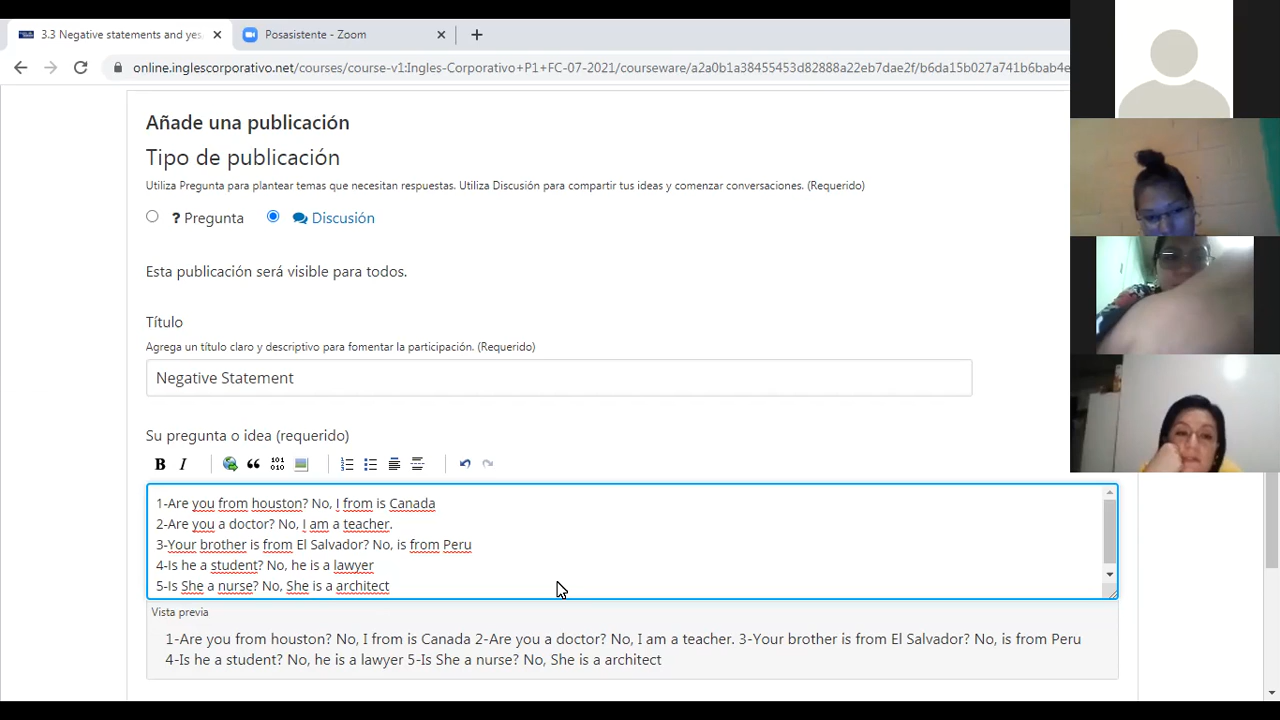 3.3 Negative statements and yes,
Posasistente - Zoom
online.inglescorporativo.net/courses/course-v1:Ingles-Corporativo+P1+FC-07-2021/courseware/a2a0b1a38455453d82888a22eb7dae2f/b6da15b027a741b6bab4e
Añade una publicación
Tipo de publicación
Utiliza Pregunta para plantear temas que necesitan respuestas. Utiliza Discusión para compartir tus ideas y comenzar conversaciones. (Requerido)
? Pregunta Discusión
Esta publicación será visible para todos.
Título
Agrega un título claro y descriptivo para fomentar la participación. (Requerido)
Negative Statement
Su pregunta o idea (requerido)
B I 101 010
1-Are you from houston? No, I from is Canada
2-Are you a doctor? No, I am a teacher.
3-Your brother is from El Salvador? No, is from Peru
4-Is he a student? No, he is a lawyer
5-Is She a nurse? No, She is a architect
Vista previa
1-Are you from houston? No, I from is Canada 2-Are you a doctor? No, I am a teacher. 3-Your brother is from El Salvador? No, is from Peru
4-Is he a student? No, he is a lawyer 5-Is She a nurse? No, She is a architect